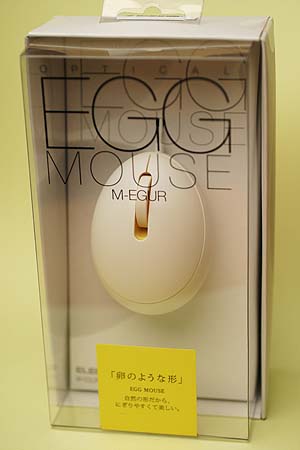 OPTICAL
EGG
MOUSE
M-EGUR
「卵のような形」
EGG MOUSE
自然の形だから、
にぎりやすくて美しい。